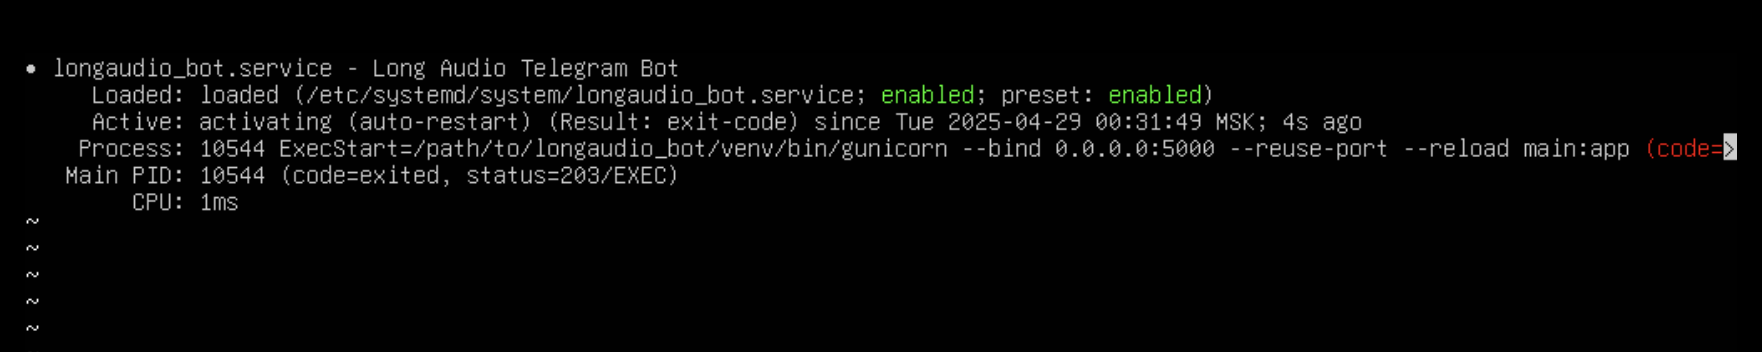 ● longaudio_bot.service - Long Audio Telegram Bot
Loaded: loaded (/etc/systemd/system/longaudio_bot.service; enabled; preset: enabled)
Active: activating (auto-restart) (Result: exit-code) since Tue 2025-04-29 00:31:49 MSK; 4s ago
Process: 10544 ExecStart=/path/to/longaudio_bot/venv/bin/gunicorn --bind 0.0.0.0:5000 --reuse-port --reload main:app (code=>
Main PID: 10544 (code=exited, status=203/EXEC)
CPU: 1ms
~
~
~
~
~